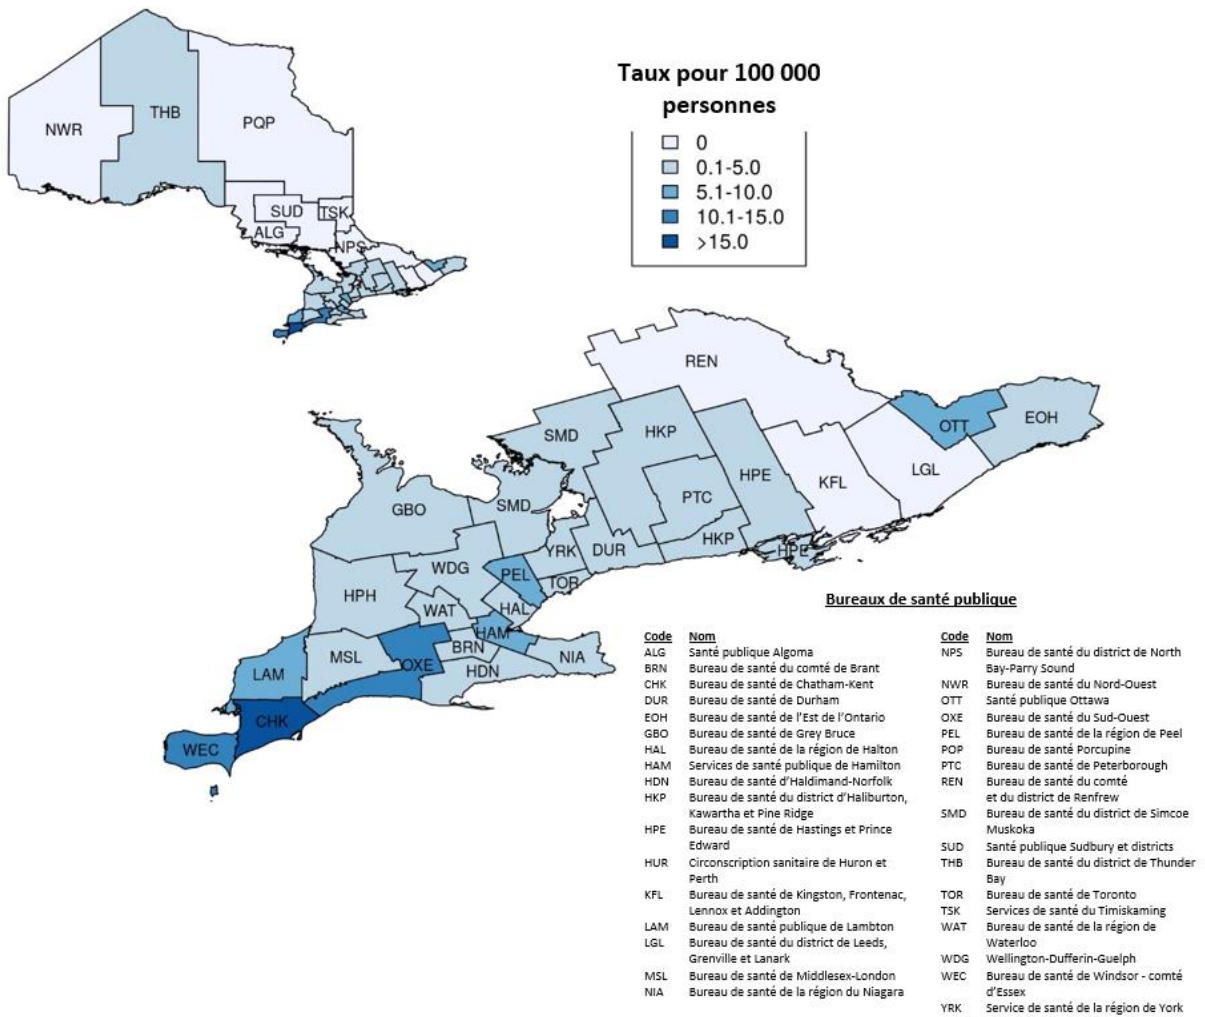 Taux pour 100 000
personnes
0
0.1-5.0
5.1-10.0
10.1-15.0
>15.0
NWR
THB
PQP
SUD
TSK
ALG
NPS
REN
SMD
HKP
OTT
EOH
HPE
KFL
LGL
GBO
SMD
PTC
HKP
HPE
YRK
DUR
WDG
PEL
TOR
HPH
WAT
HAL
HAM
BRN
MSL
OXE
HDN
NIA
LAM
CHK
WEC
Bureaux de santé publique
Code Nom
ALG Santé publique Algoma
BRN Bureau de santé du comté de Brant
CHK Bureau de santé de Chatham-Kent
DUR Bureau de santé de Durham
EOH Bureau de santé de l'Est de l'Ontario
GBO Bureau de santé de Grey Bruce
HAL Bureau de santé de la région de Halton
HAM Services de santé publique de Hamilton
HDN Bureau de santé d'Haldimand-Norfolk
HKP Bureau de santé du district d'Haliburton,
Kawartha et Pine Ridge
HPE Bureau de santé de Hastings et Prince
Edward
HUR Circonscription sanitaire de Huron et
Perth
KFL Bureau de santé de Kingston, Frontenac,
Lennox et Addington
LAM Bureau de santé publique de Lambton
LGL Bureau de santé du district de Leeds,
Grenville et Lanark
MSL Bureau de santé de Middlesex-London
NIA Bureau de santé de la région du Niagara
Code Nom
NPS Bureau de santé du district de North
Bay-Parry Sound
NWR Bureau de santé du Nord-Ouest
OTT Santé publique Ottawa
OXE Bureau de santé du Sud-Ouest
PEL Bureau de santé de la région de Peel
POP Bureau de santé Porcupine
PTC Bureau de santé de Peterborough
REN Bureau de santé du comté
et du district de Renfrew
SMD Bureau de santé du district de Simcoe
Muskoka
SUD Santé publique Sudbury et districts
THB Bureau de santé du district de Thunder
Bay
TOR Bureau de santé de Toronto
TSK Services de santé du Timiskaming
WAT Bureau de santé de la région de
Waterloo
WDG Wellington-Dufferin-Guelph
WEC Bureau de santé de Windsor - comté
d'Essex
YRK Service de santé de la région de York